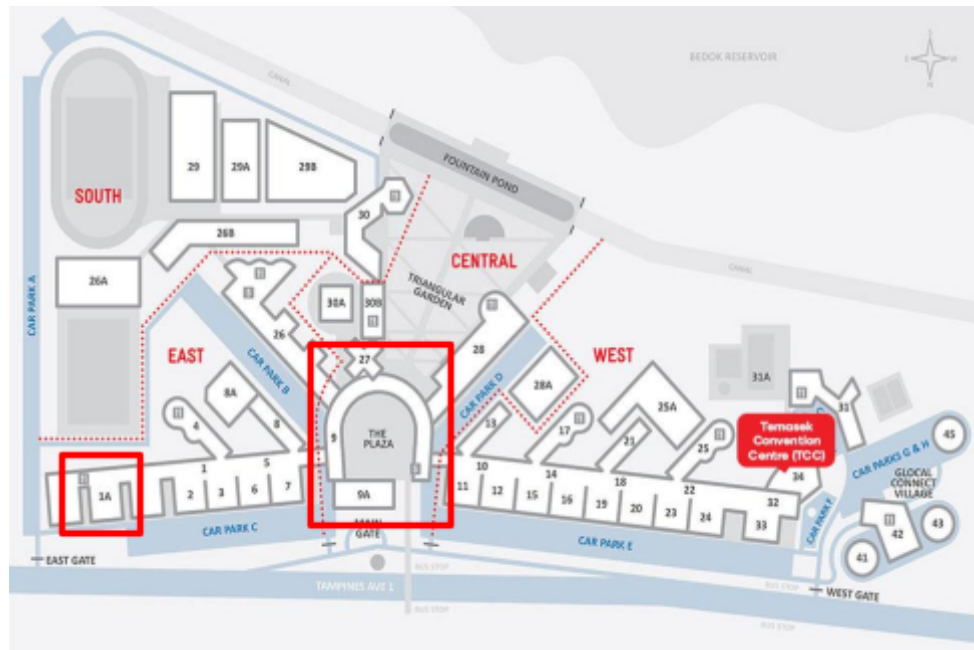 BEDOK RESERVOIR
CANAL
FOUNTAIN POND
CANAL
SOUTH
CENTRAL
TRIANGULAR
GARDEN
EAST
WEST
29
29A
29B
30
26B
26A
30A
30B
26
27
28
28A
31A
31
25A
8A
4
8
9
THE
PLAZA
9A
13
17
21
25
Temasek
Convention
Centre (TCC)
34
45
CAR PARK A
CAR PARK B
CAR PARK D
CAR PARKS G & H
GLOCAL
CONNECT
VILLAGE
1
5
10
14
18
22
32
1A
2
3
6
7
11
12
15
16
19
20
23
24
33
42
43
41
CAR PARK C
MAIN
GATE
CAR PARK E
CAR PARK F
EAST GATE
WEST GATE
TAMPINES AVE 1
BUS STOP
BUS STOP
BUS STOP
BUS STOP